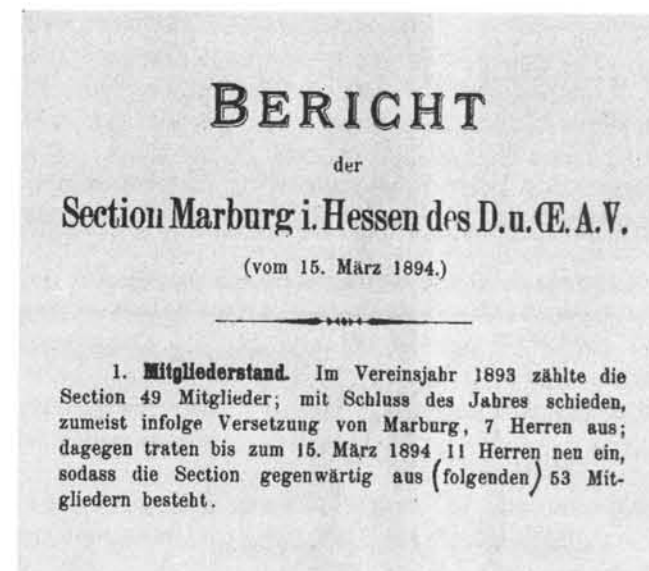 BERICHT
der
Section Marburg i. Hessen des D. u. Œ. A. V.
(vom 15. März 1894.)
1. Mitgliederstand. Im Vereinsjahr 1893 zählte die
Section 49 Mitglieder; mit Schluss des Jahres schieden,
zumeist infolge Versetzung von Marburg, 7 Herren aus;
dagegen traten bis zum 15. März 1894 11 Herren neu ein,
sodass die Section gegenwärtig aus (folgenden) 53 Mit-
gliedern besteht.